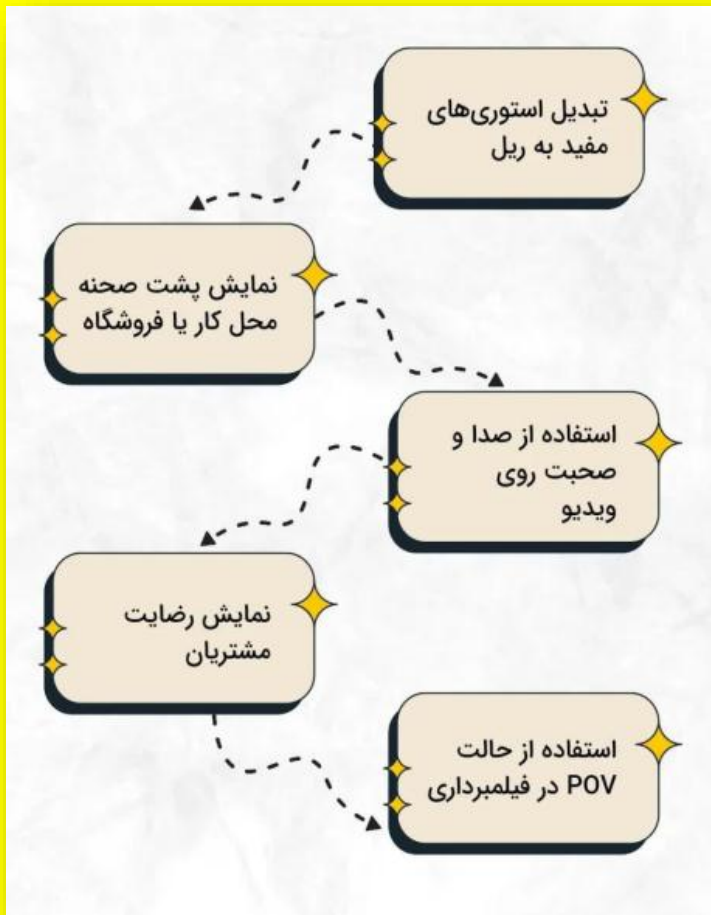 تبدیل استوری‌های
مفید به ریل
نمایش پشت صحنه
محل کار یا فروشگاه
استفاده از صدا و
صحبت روی
ویدیو
نمایش رضایت
مشتریان
استفاده از حالت
POV در فیلمبرداری